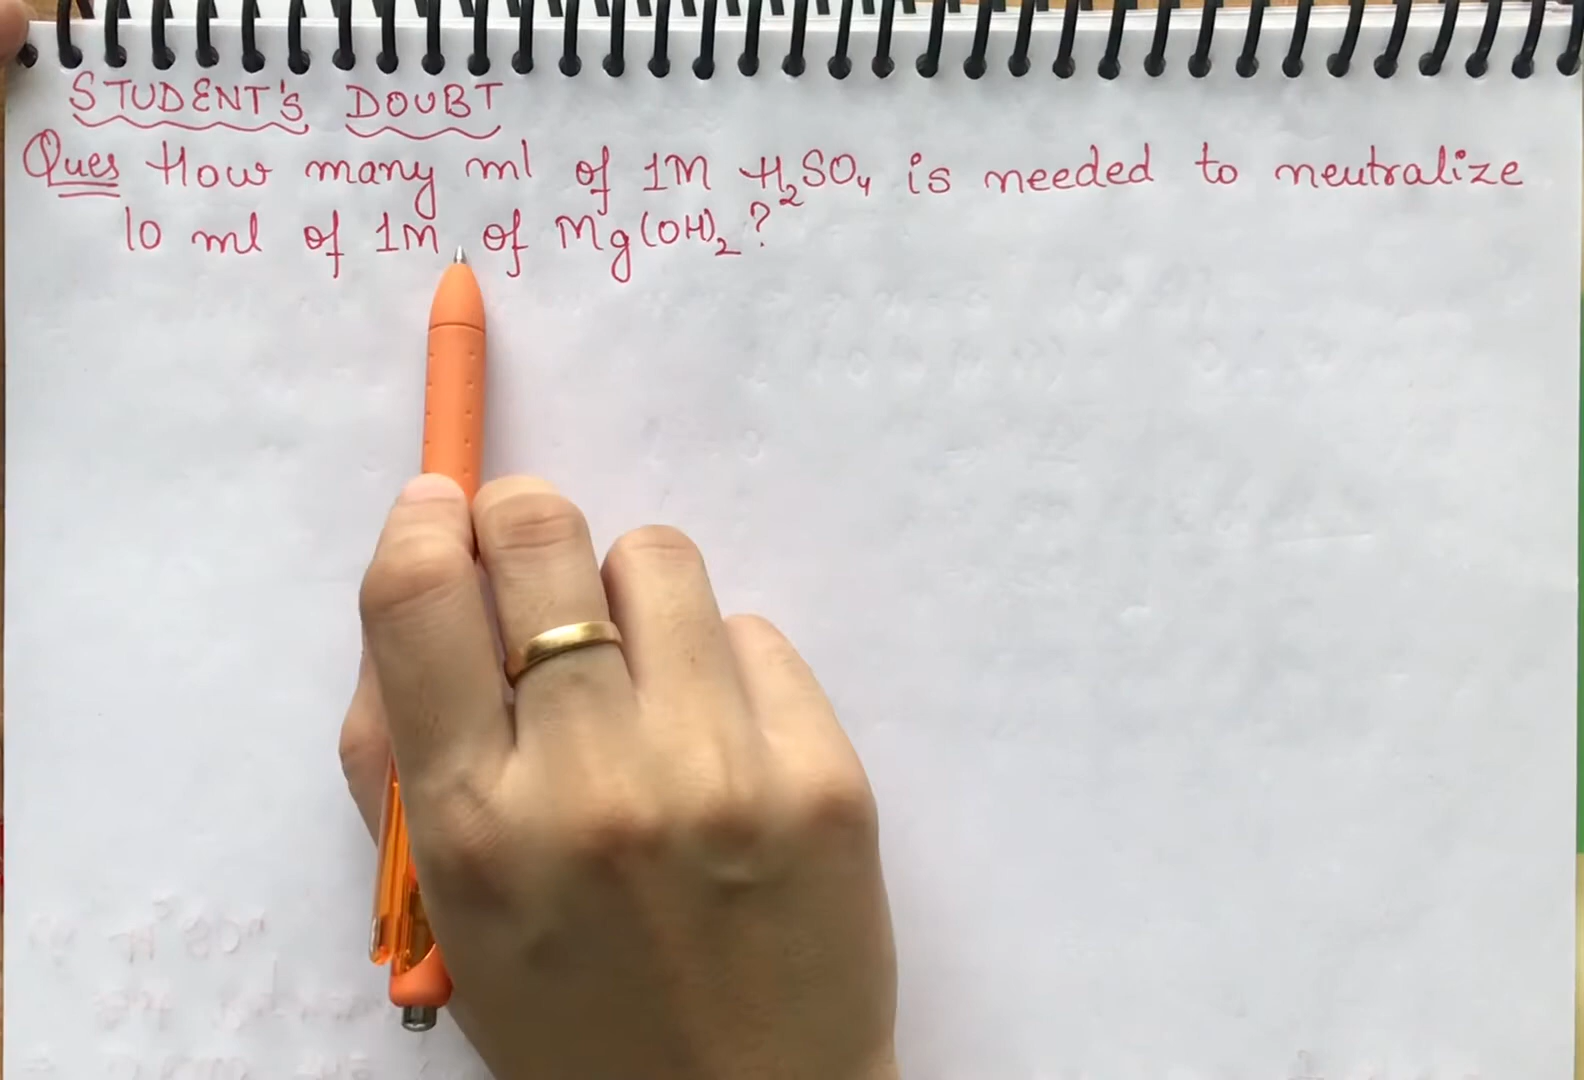 STUDENT'S DOUBT
Ques How many ml of 1M H₂SO₄ is needed to neutralize
10 ml of 1M of Mg(OH)₂?